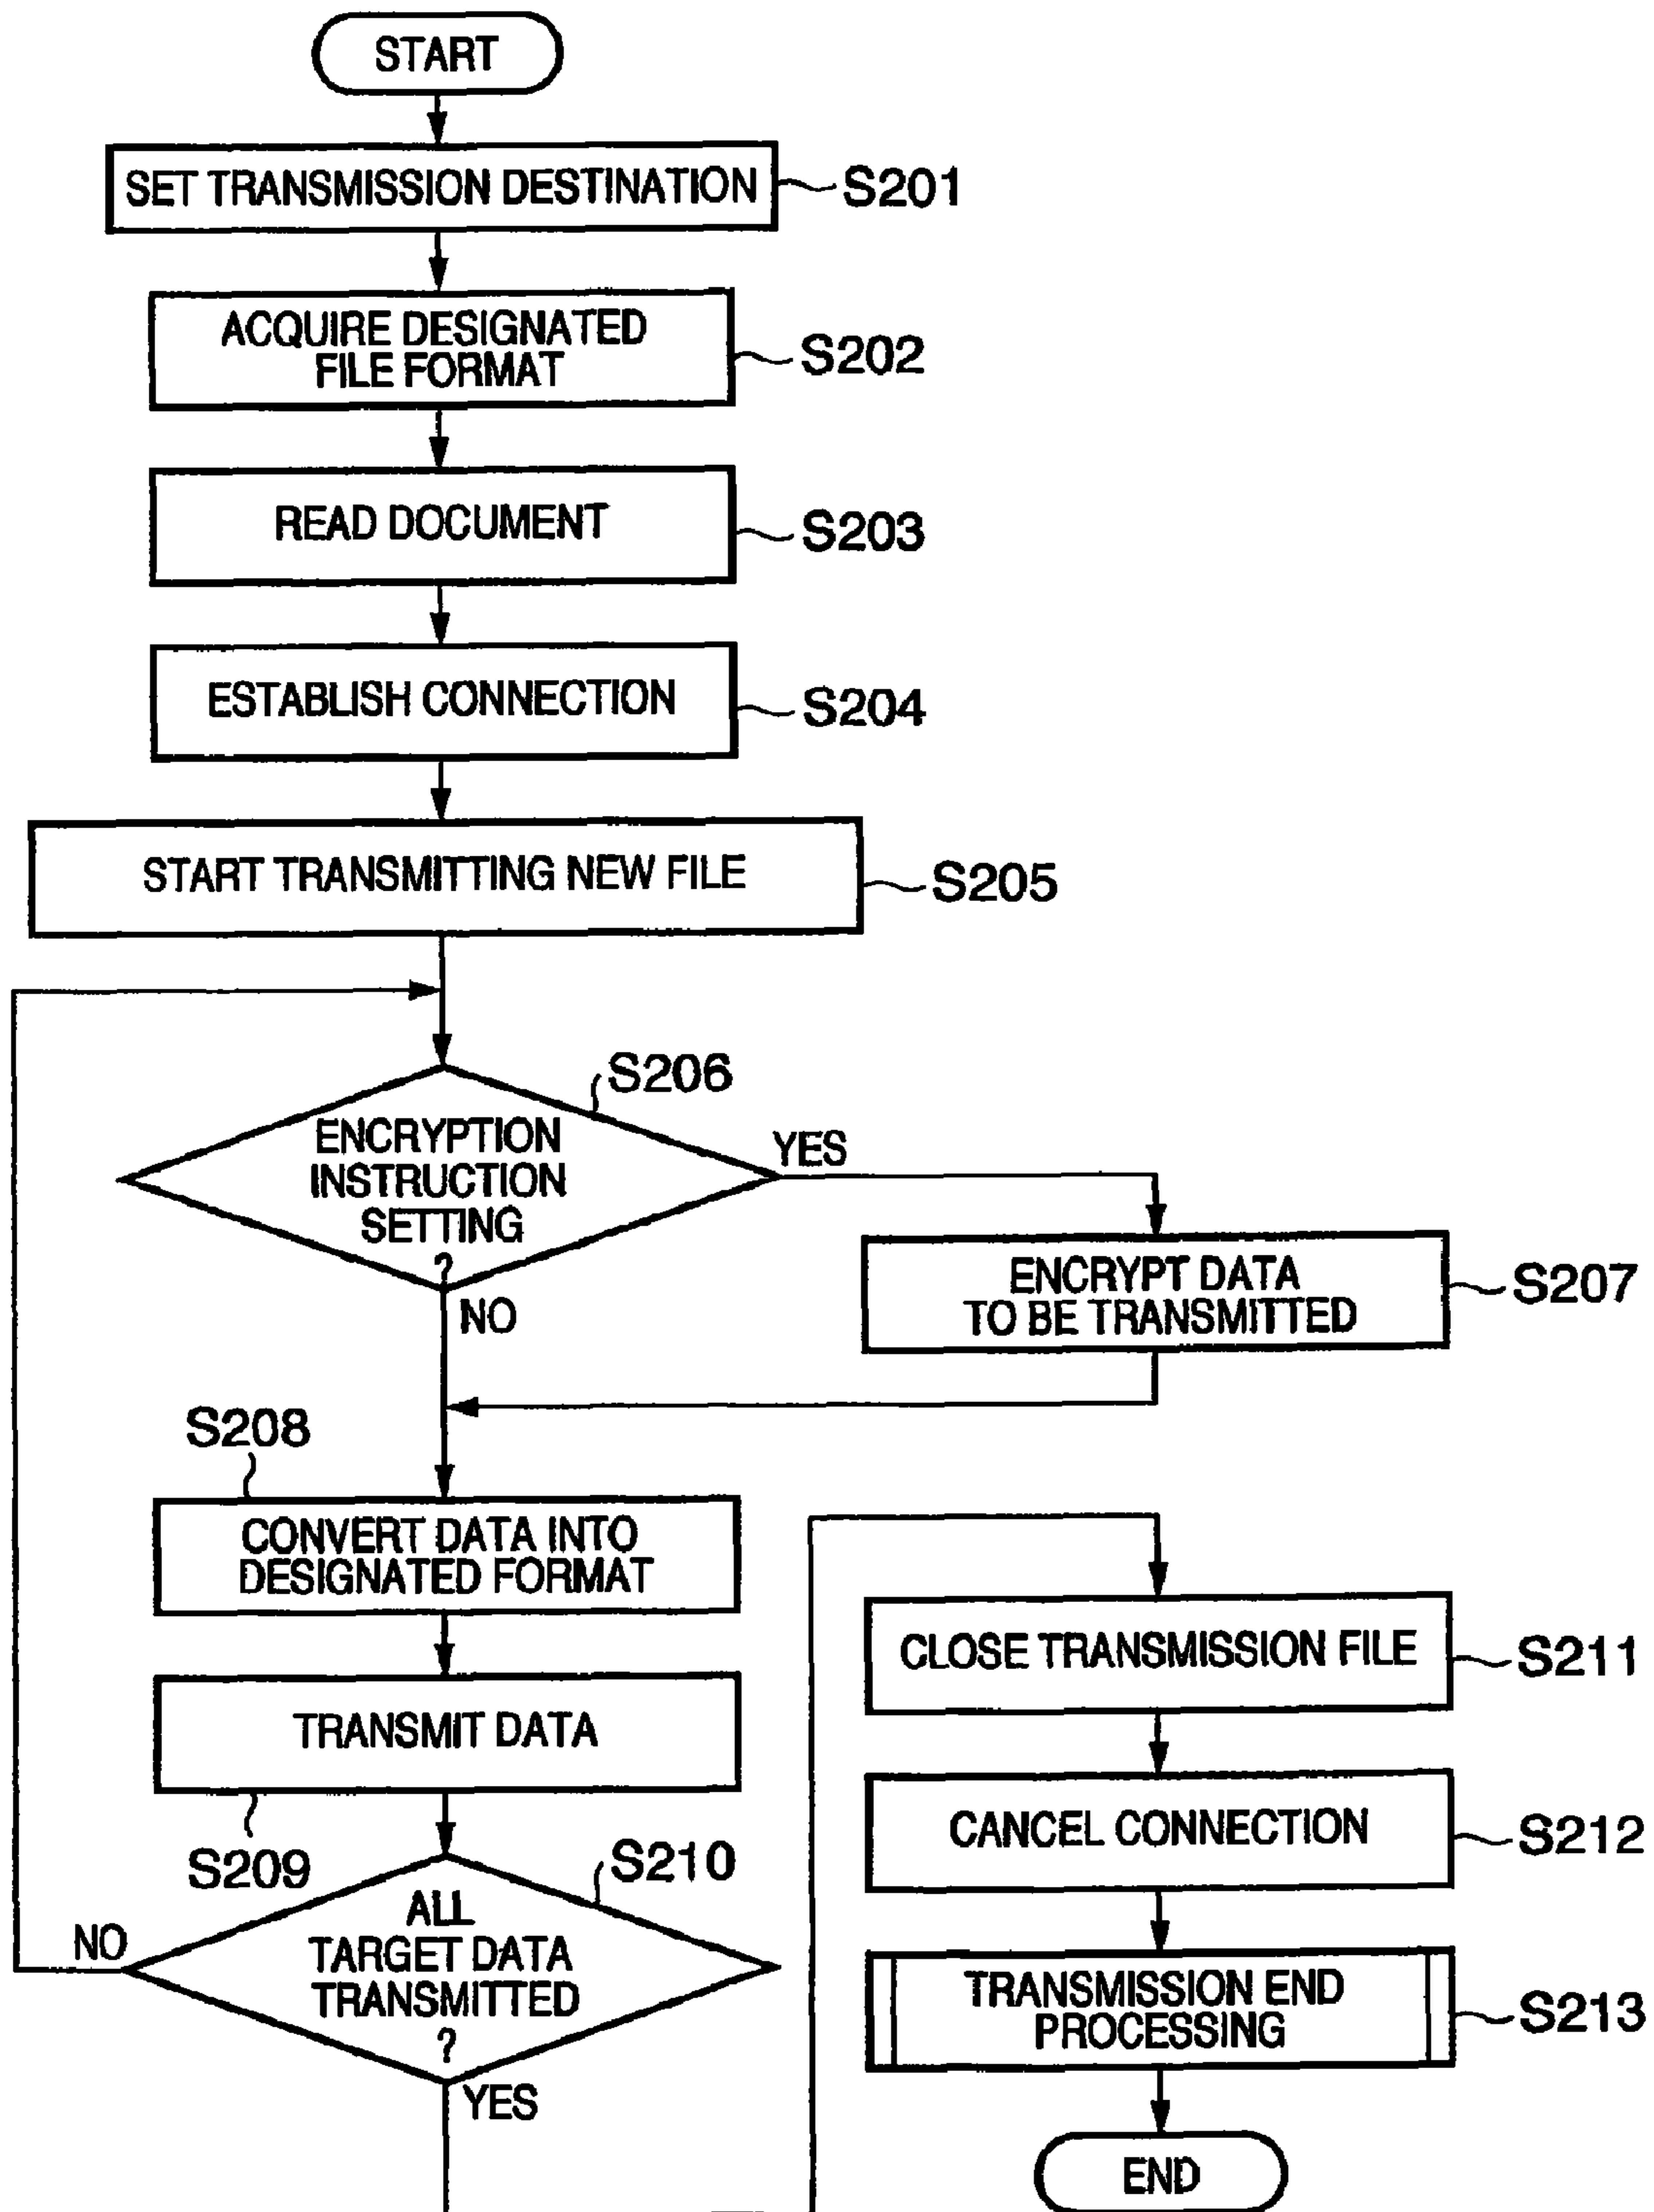 START
SET TRANSMISSION DESTINATION
S201
ACQUIRE DESIGNATED
FILE FORMAT
S202
READ DOCUMENT
S203
ESTABLISH CONNECTION
S204
START TRANSMITTING NEW FILE
S205
S206
ENCRYPTION
INSTRUCTION
SETTING
?
YES
NO
ENCRYPT DATA
TO BE TRANSMITTED
S207
S208
CONVERT DATA INTO
DESIGNATED FORMAT
TRANSMIT DATA
S209
S210
ALL
TARGET DATA
TRANSMITTED
?
NO
YES
CLOSE TRANSMISSION FILE
S211
CANCEL CONNECTION
S212
TRANSMISSION END
PROCESSING
S213
END